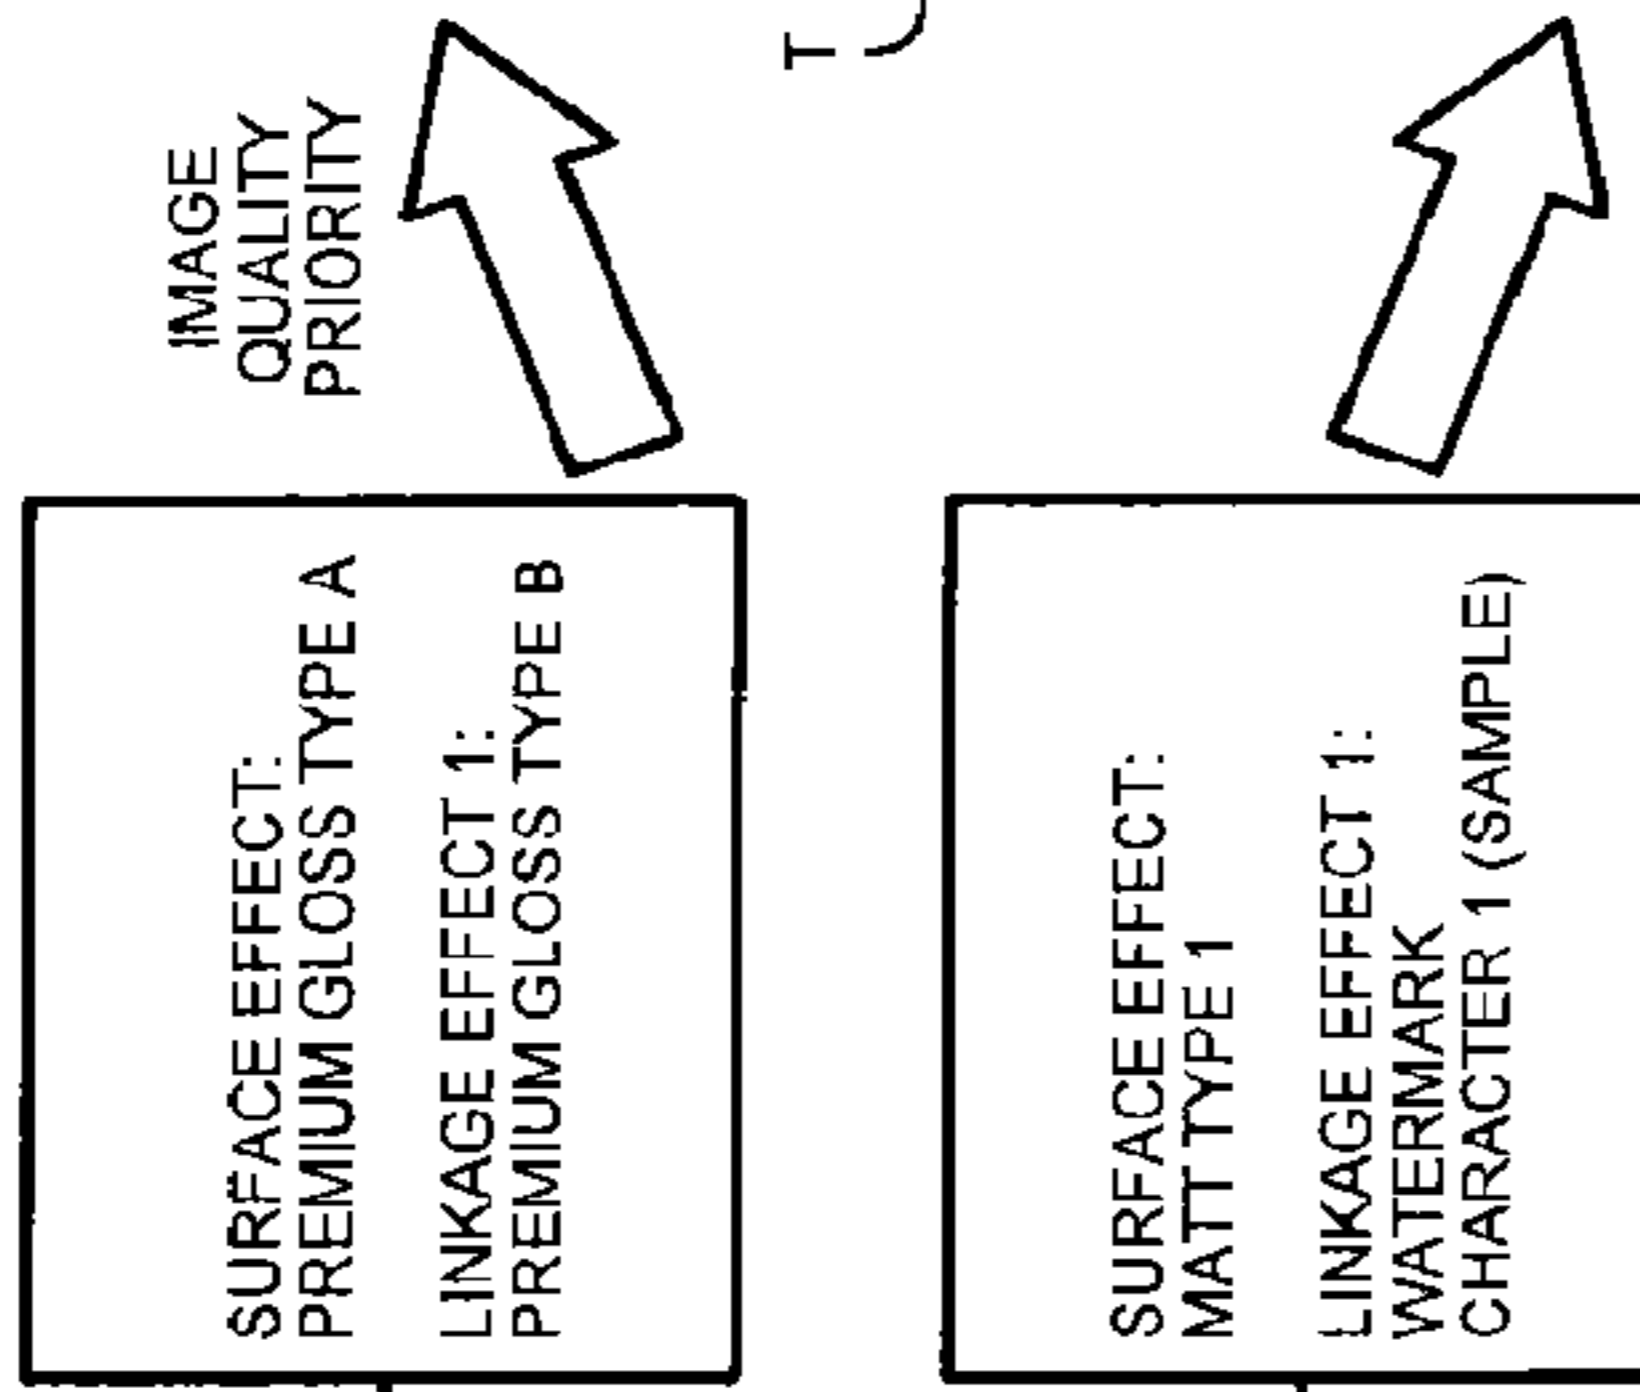 IMAGE
QUALITY
PRIORITY
SURFACE EFFECT:
PREMIUM GLOSS TYPE A
LINKAGE EFFECT 1:
PREMIUM GLOSS TYPE B
T
SURFACE EFFECT:
MATT TYPE 1
LINKAGE EFFECT 1:
WATERMARK
CHARACTER 1 (SAMPLE)